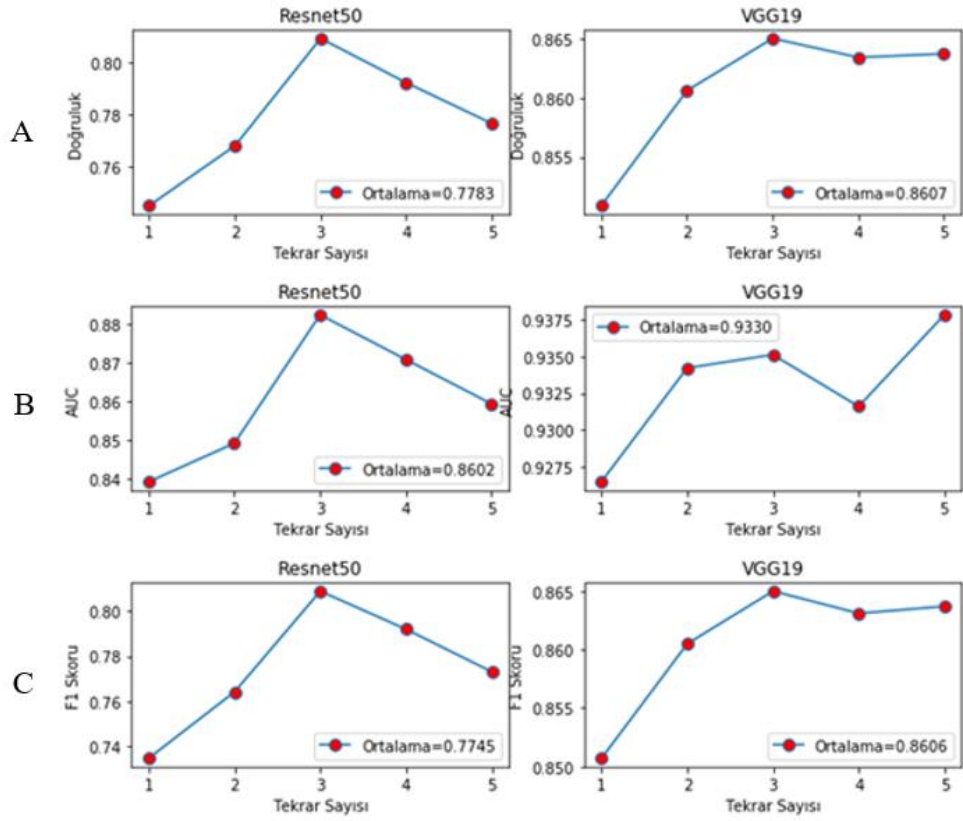 Resnet50
VGG19
A
Doğruluk
0.80
0.78
0.76
Ortalama=0.7783
1 2 3 4 5
Tekrar Sayısı
Doğruluk
0.865
0.860
0.855
Ortalama=0.8607
1 2 3 4 5
Tekrar Sayısı
Resnet50
VGG19
B
AUC
0.88
0.87
0.86
0.85
0.84
Ortalama=0.8602
1 2 3 4 5
Tekrar Sayısı
AUC
0.9375
0.9350
0.9325
0.9300
0.9275
Ortalama=0.9330
1 2 3 4 5
Tekrar Sayısı
Resnet50
VGG19
C
F1 Skoru
0.80
0.78
0.76
0.74
Ortalama=0.7745
1 2 3 4 5
Tekrar Sayısı
F1 Skoru
0.865
0.860
0.855
0.850
Ortalama=0.8606
1 2 3 4 5
Tekrar Sayısı